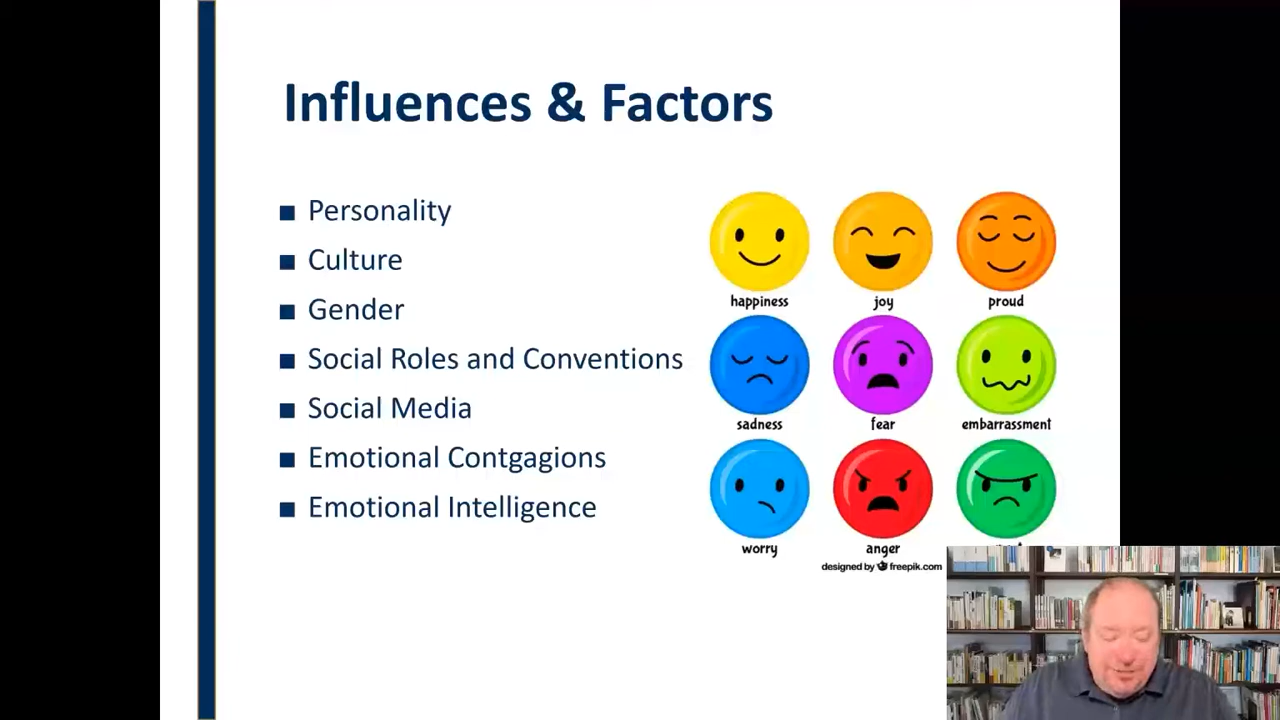 Influences & Factors
Personality
Culture
Gender
Social Roles and Conventions
Social Media
Emotional Contgagions
Emotional Intelligence
happiness joy proud
sadness fear embarrassment
worry anger
designed by freepik.com